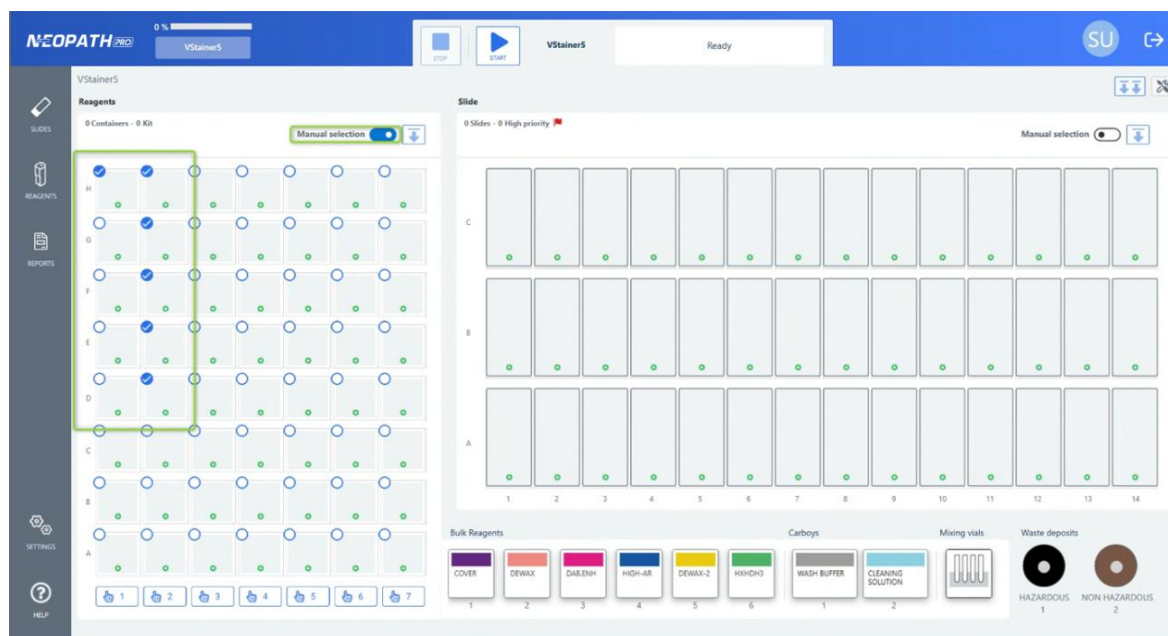 NEOPATH PRO
0 %
VStainer5
STOP
START
VStainer5
Ready
SU
SLIDES
REAGENTS
REPORTS
SETTINGS
HELP
VStainer5
Reagents
0 Containers - 0 Kit
Manual selection
H
G
F
E
D
C
B
A
1 2 3 4 5 6 7
Slide
0 Slides - 0 High priority
Manual selection
C
B
A
1 2 3 4 5 6 7 8 9 10 11 12 13 14
Bulk Reagents
COVER DEWAX DAB.ENH HIGH-AR DEWAX-2 HXHDH3
1 2 3 4 5 6
Carboys
WASH BUFFER CLEANING SOLUTION
1 2
Mixing vials
Waste deposits
HAZARDOUS NON HAZARDOUS
1 2